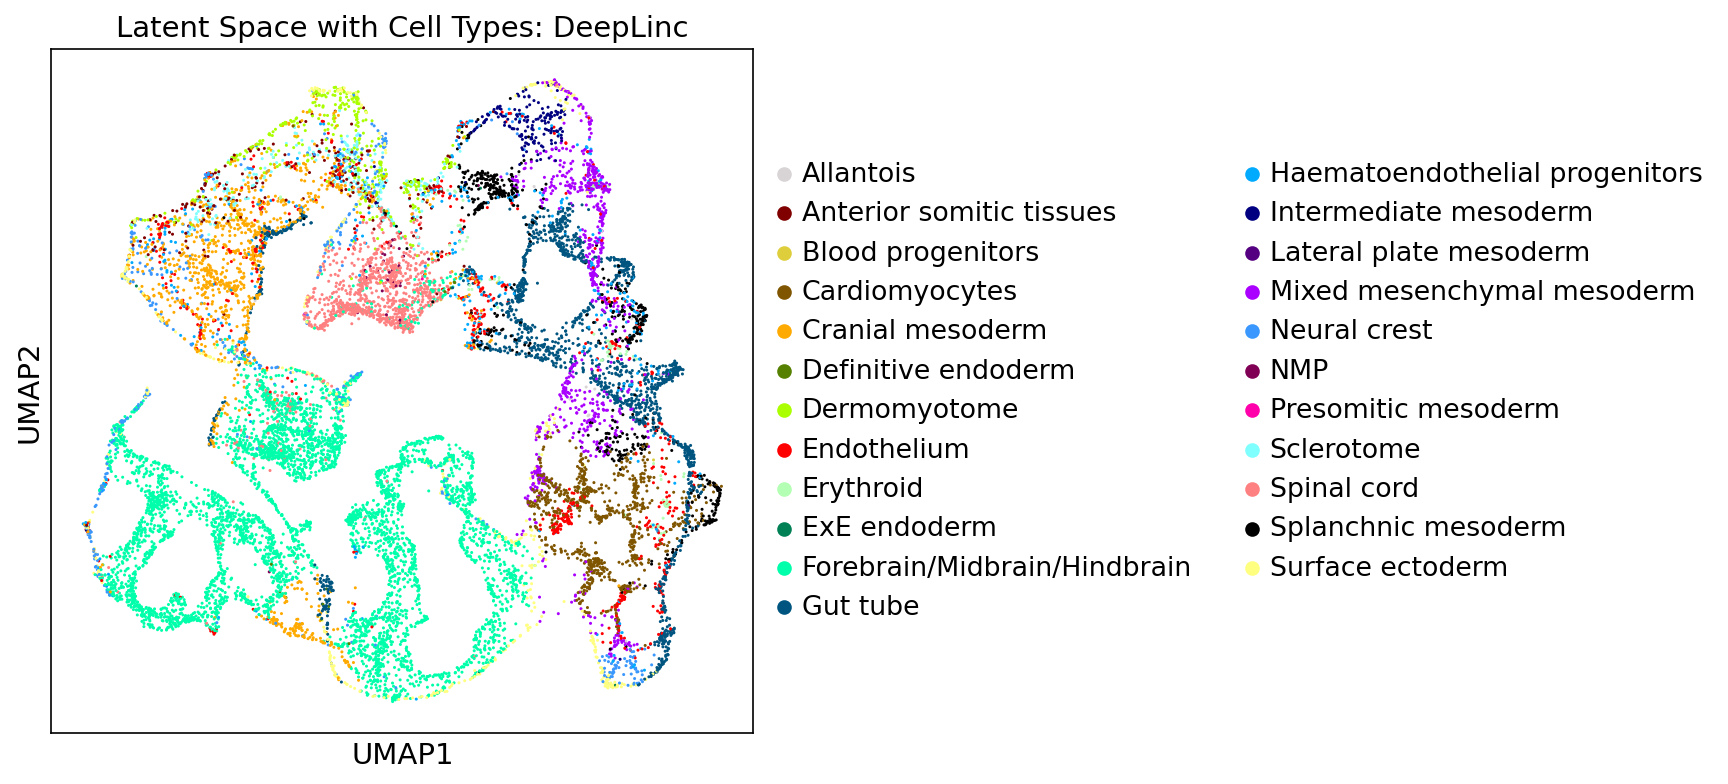 Latent Space with Cell Types: DeepLinc
UMAP2
UMAP1
Allantois
Anterior somitic tissues
Blood progenitors
Cardiomyocytes
Cranial mesoderm
Definitive endoderm
Dermomyotome
Endothelium
Erythroid
ExE endoderm
Forebrain/Midbrain/Hindbrain
Gut tube
Haematoendothelial progenitors
Intermediate mesoderm
Lateral plate mesoderm
Mixed mesenchymal mesoderm
Neural crest
NMP
Presomitic mesoderm
Sclerotome
Spinal cord
Splanchnic mesoderm
Surface ectoderm